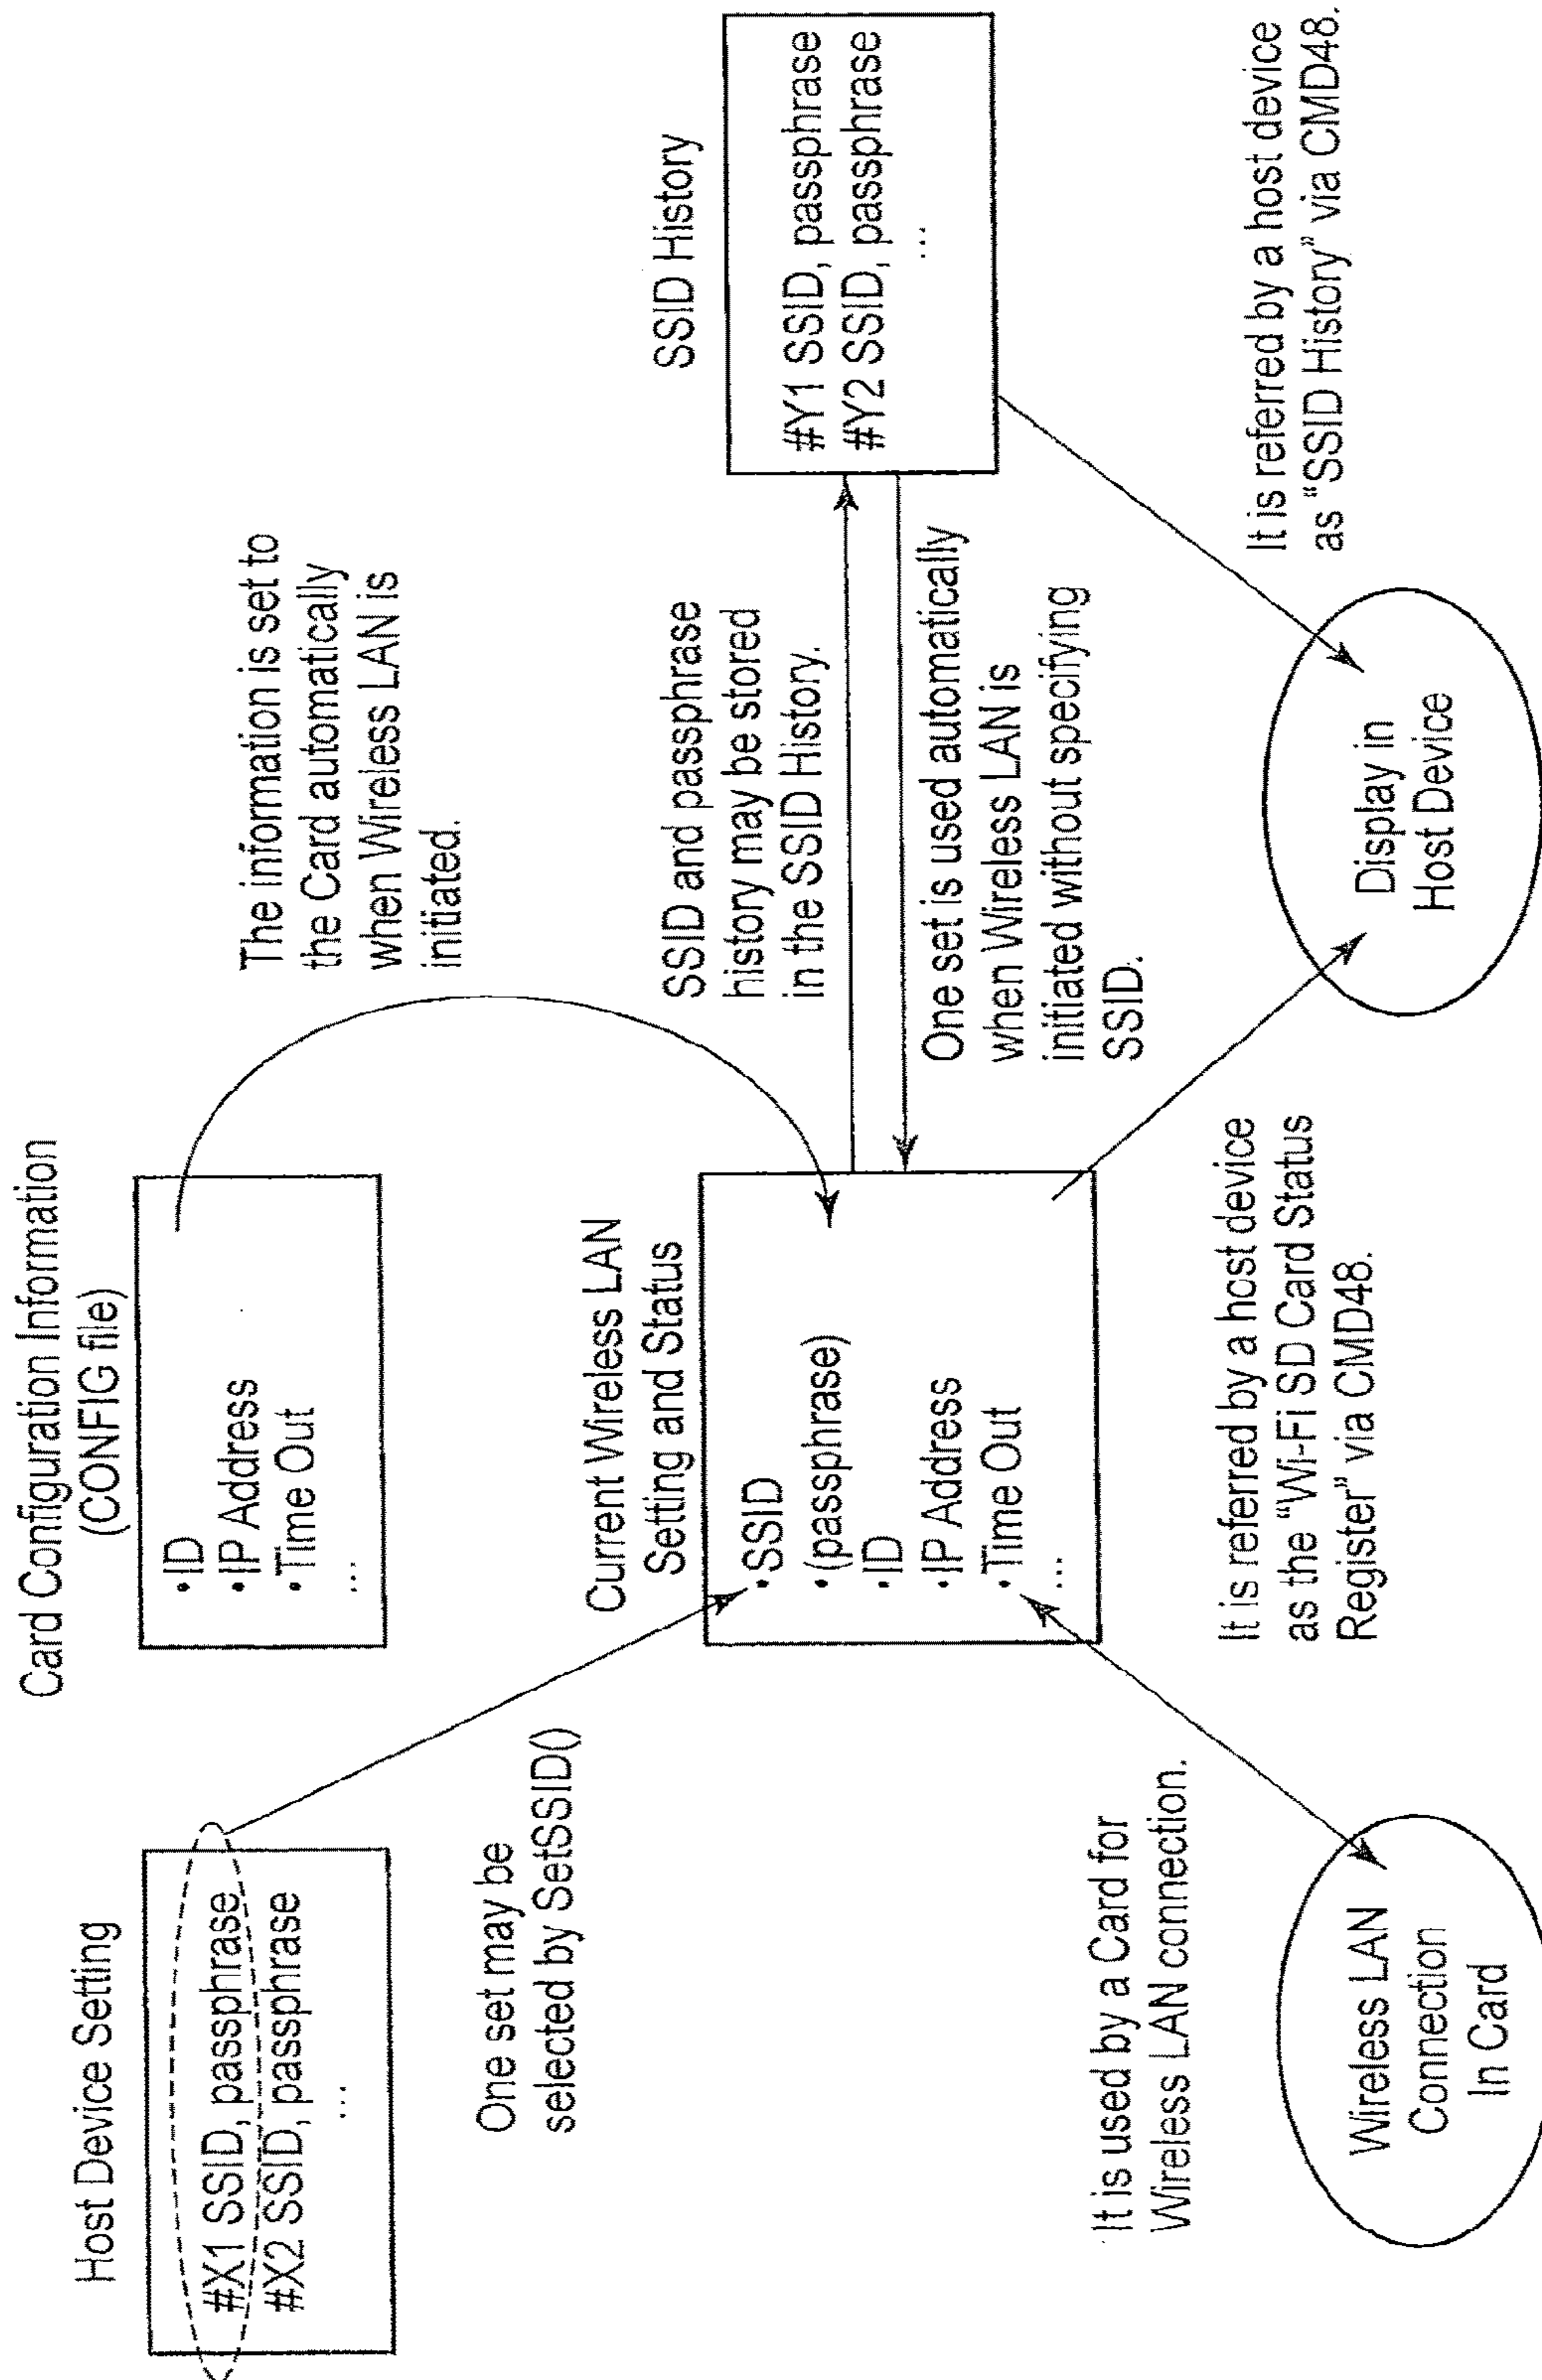 Card Configuration Information
(CONFIG file)
•ID
•IP Address
•Time Out
...
The information is set to
the Card automatically
when Wireless LAN is
initiated.
Host Device Setting
#X1 SSID, passphrase
#X2 SSID, passphrase
...
One set may be
selected by SetSSID()
Current Wireless LAN
Setting and Status
•SSID
•(passphrase)
•ID
•IP Address
•Time Out
...
SSID and passphrase
history may be stored
in the SSID History.
One set is used automatically
when Wireless LAN is
initiated without specifying
SSID.
SSID History
#Y1 SSID, passphrase
#Y2 SSID, passphrase
...
It is used by a Card for
Wireless LAN connection.
Wireless LAN
Connection
In Card
It is referred by a host device
as the "Wi-Fi SD Card Status
Register" via CMD48.
Display in
Host Device
It is referred by a host device
as "SSID History" via CMD48.